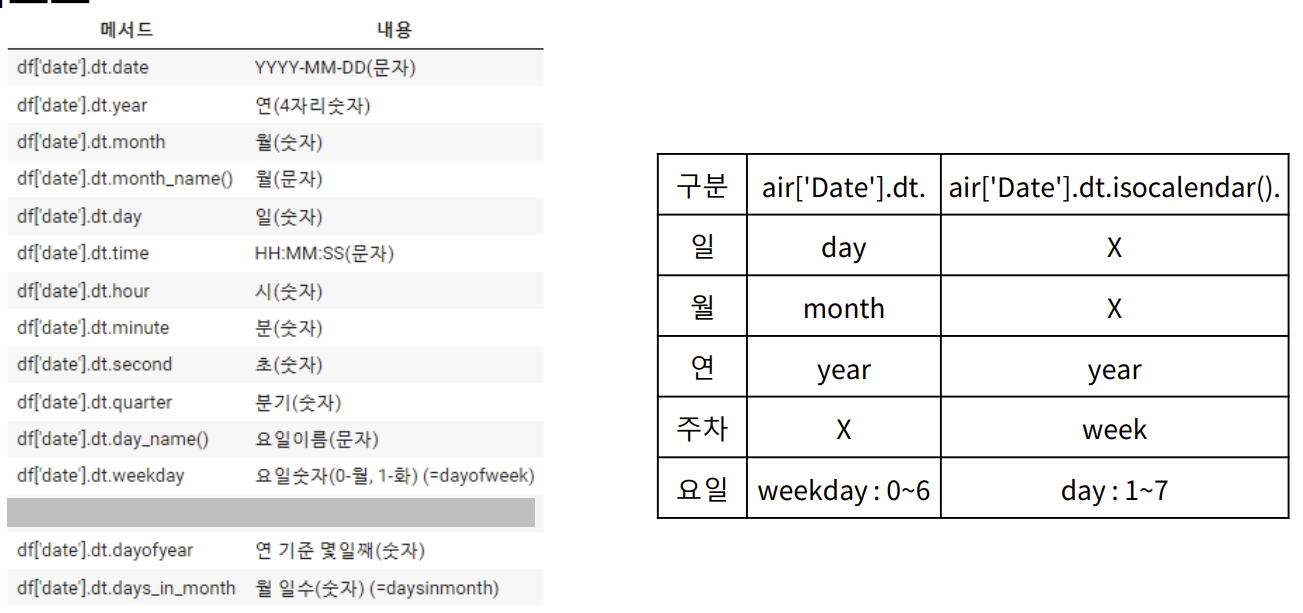 메서드 내용
df['date'].dt.date YYYY-MM-DD(문자)
df['date'].dt.year 연(4자리숫자)
df['date'].dt.month 월(숫자)
df['date'].dt.month_name() 월(문자)
df['date'].dt.day 일(숫자)
df['date'].dt.time HH:MM:SS(문자)
df['date'].dt.hour 시(숫자)
df['date'].dt.minute 분(숫자)
df['date'].dt.second 초(숫자)
df['date'].dt.quarter 분기(숫자)
df['date'].dt.day_name() 요일이름(문자)
df['date'].dt.weekday 요일숫자(0-월, 1-화) (=dayofweek)
df['date'].dt.dayofyear 연 기준 몇일째(숫자)
df['date'].dt.days_in_month 월 일수(숫자) (=daysinmonth)
구분 air['Date'].dt. air['Date'].dt.isocalendar().
일 day X
월 month X
연 year year
주차 X week
요일 weekday : 0~6 day : 1~7